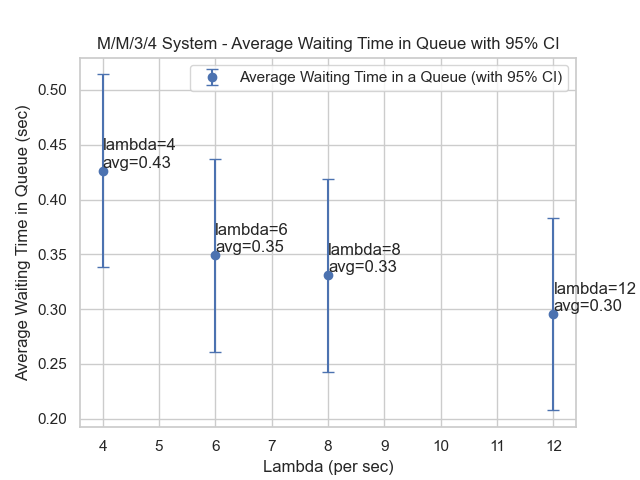 M/M/3/4 System - Average Waiting Time in Queue with 95% CI
Average Waiting Time in a Queue (with 95% CI)
Average Waiting Time in Queue (sec)
0.50
0.45
0.40
0.35
0.30
0.25
0.20
lambda=4
avg=0.43
lambda=6
avg=0.35
lambda=8
avg=0.33
lambda=12
avg=0.30
4 5 6 7 8 9 10 11 12
Lambda (per sec)